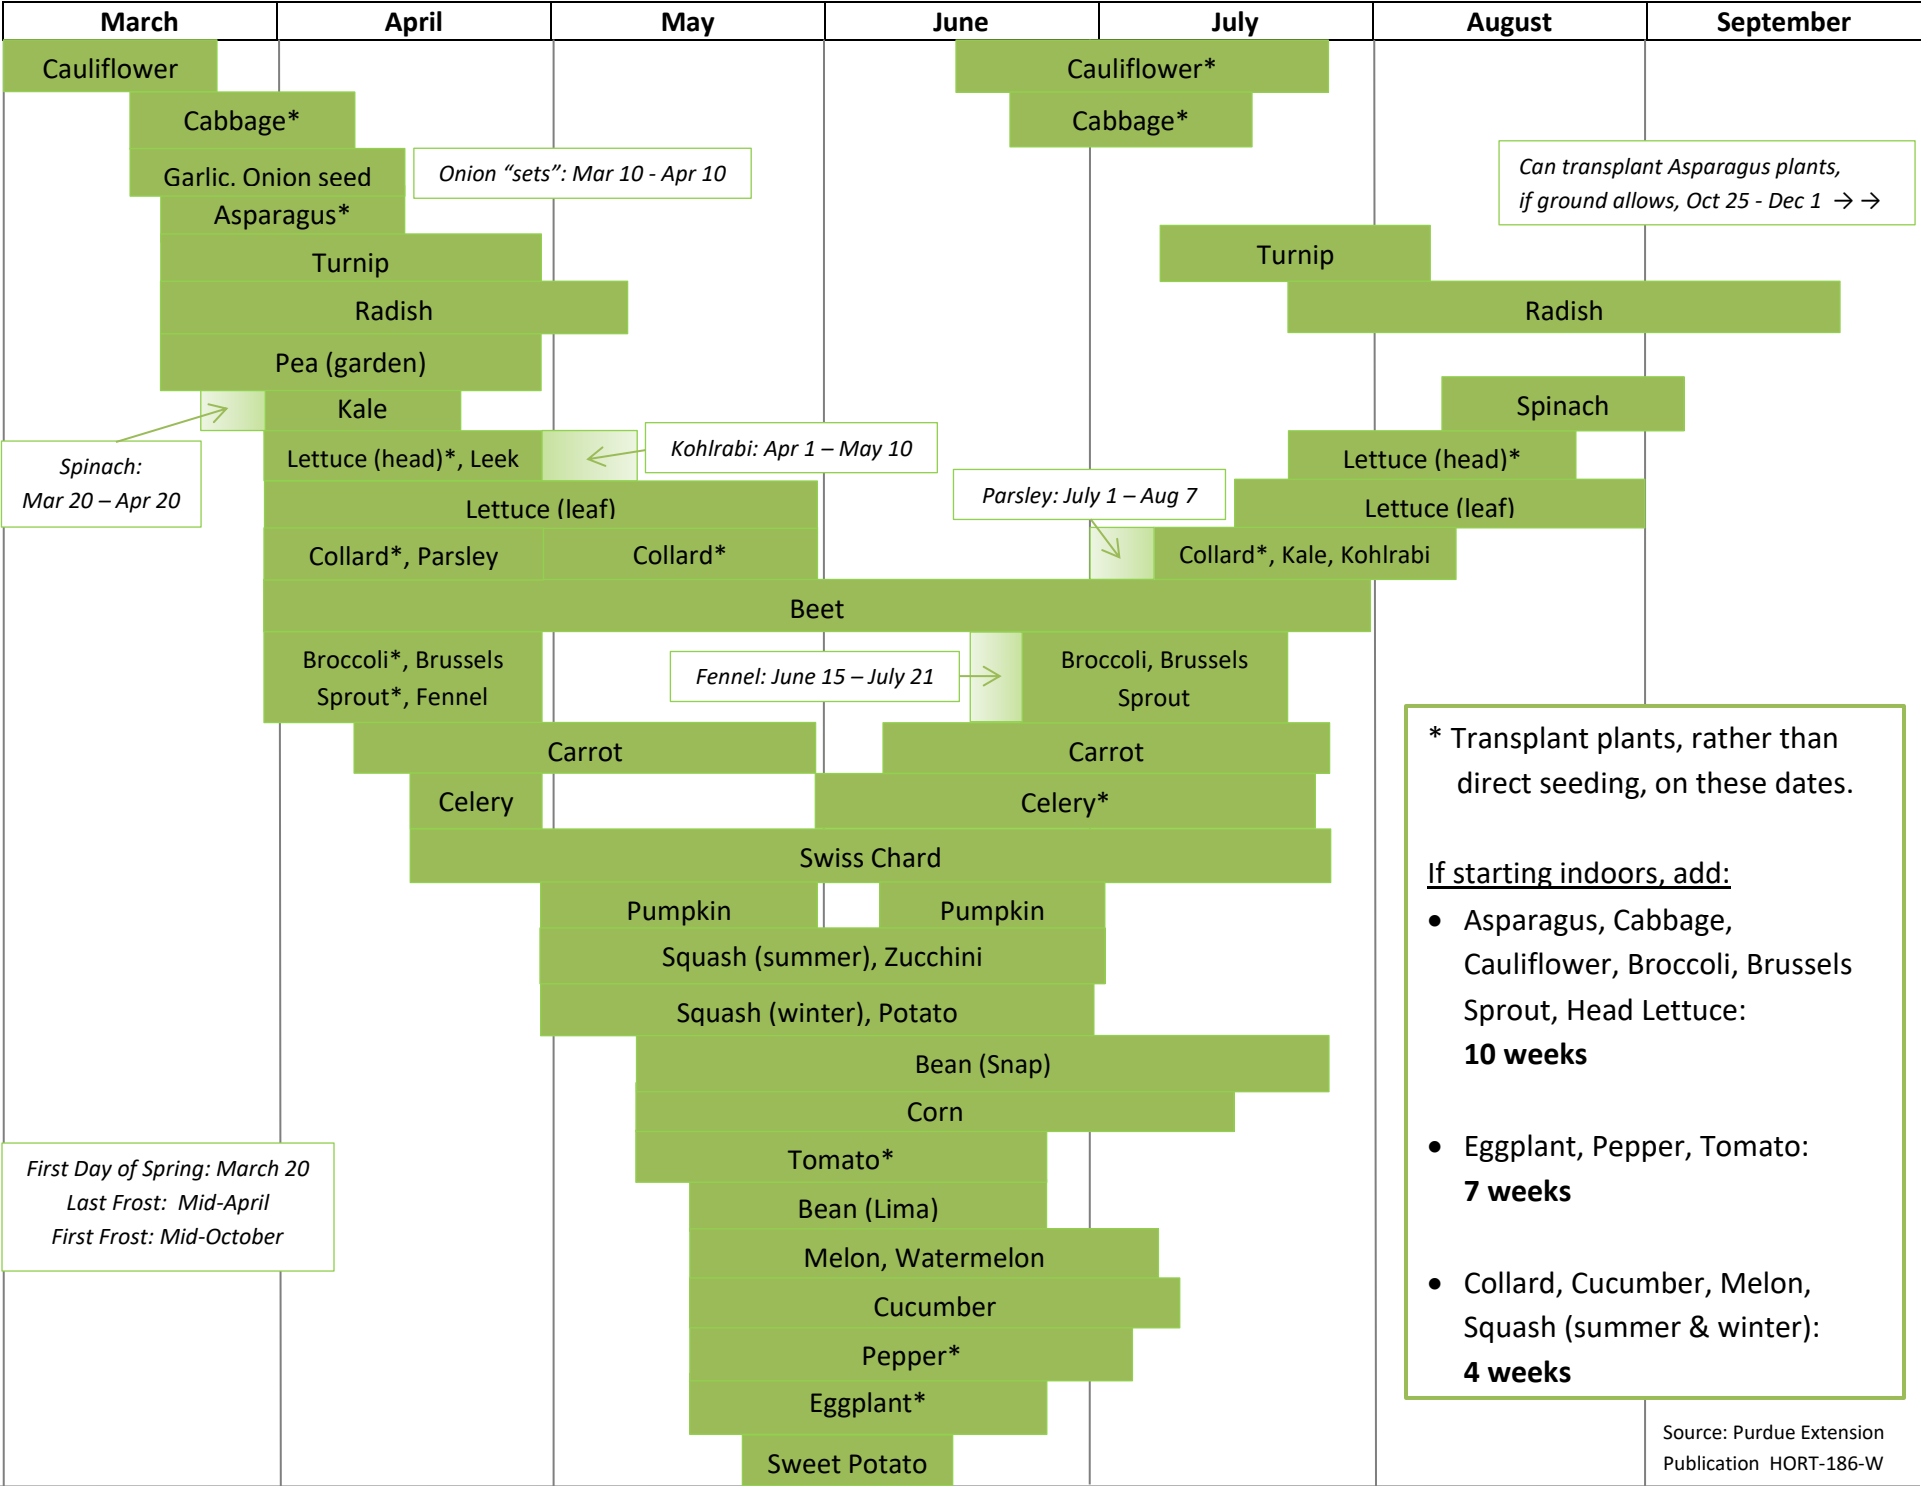 March April May June July August September
Cauliflower
Cauliflower*
Cabbage*
Cabbage*
Garlic. Onion seed
Onion “sets”: Mar 10 - Apr 10
Can transplant Asparagus plants,
if ground allows, Oct 25 - Dec 1 → →
Asparagus*
Turnip
Turnip
Radish
Radish
Pea (garden)
Kale
Spinach
Spinach:
Mar 20 – Apr 20
Lettuce (head)*, Leek
Kohlrabi: Apr 1 – May 10
Lettuce (head)*
Lettuce (leaf)
Parsley: July 1 – Aug 7
Lettuce (leaf)
Collard*, Parsley
Collard*
Collard*, Kale, Kohlrabi
Beet
Broccoli*, Brussels
Sprout*, Fennel
Fennel: June 15 – July 21
Broccoli, Brussels
Sprout
Carrot
Carrot
Celery
Celery*
Swiss Chard
Pumpkin
Pumpkin
Squash (summer), Zucchini
Squash (winter), Potato
Bean (Snap)
Corn
Tomato*
Bean (Lima)
Melon, Watermelon
Cucumber
Pepper*
Eggplant*
Sweet Potato
First Day of Spring: March 20
Last Frost: Mid-April
First Frost: Mid-October
* Transplant plants, rather than
direct seeding, on these dates.
If starting indoors, add:
• Asparagus, Cabbage,
Cauliflower, Broccoli, Brussels
Sprout, Head Lettuce:
10 weeks
• Eggplant, Pepper, Tomato:
7 weeks
• Collard, Cucumber, Melon,
Squash (summer & winter):
4 weeks
Source: Purdue Extension
Publication HORT-186-W